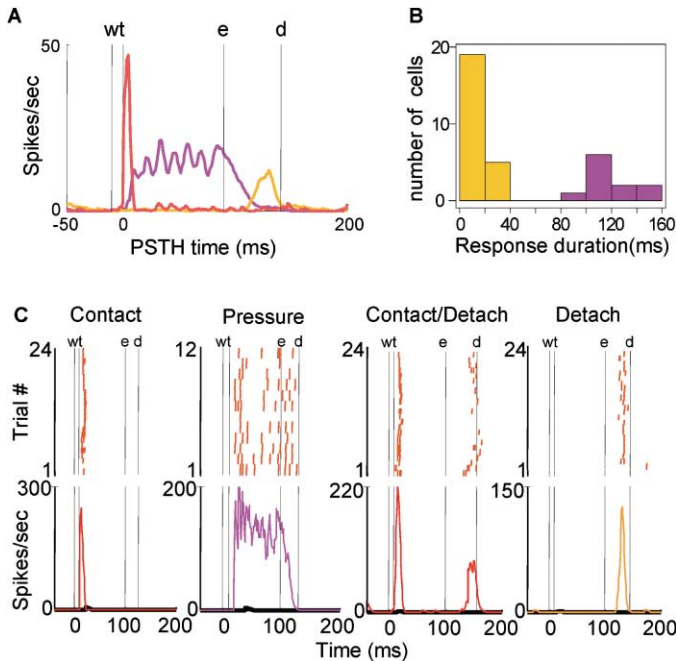 A
wt e d
50
Spikes/sec
0
-50 0 200
PSTH time (ms)
B
20
number of cells
10
0
0 40 80 120 160
Response duration(ms)
C
Contact Pressure Contact/Detach Detach
wt e d wt e d wt e d wt e d
24 12 24 24
Trial #
1 1 1 1
300 200 220 150
Spikes/sec
0 0 0 0
0 100 200 0 100 200 0 100 200 0 100 200
Time (ms)